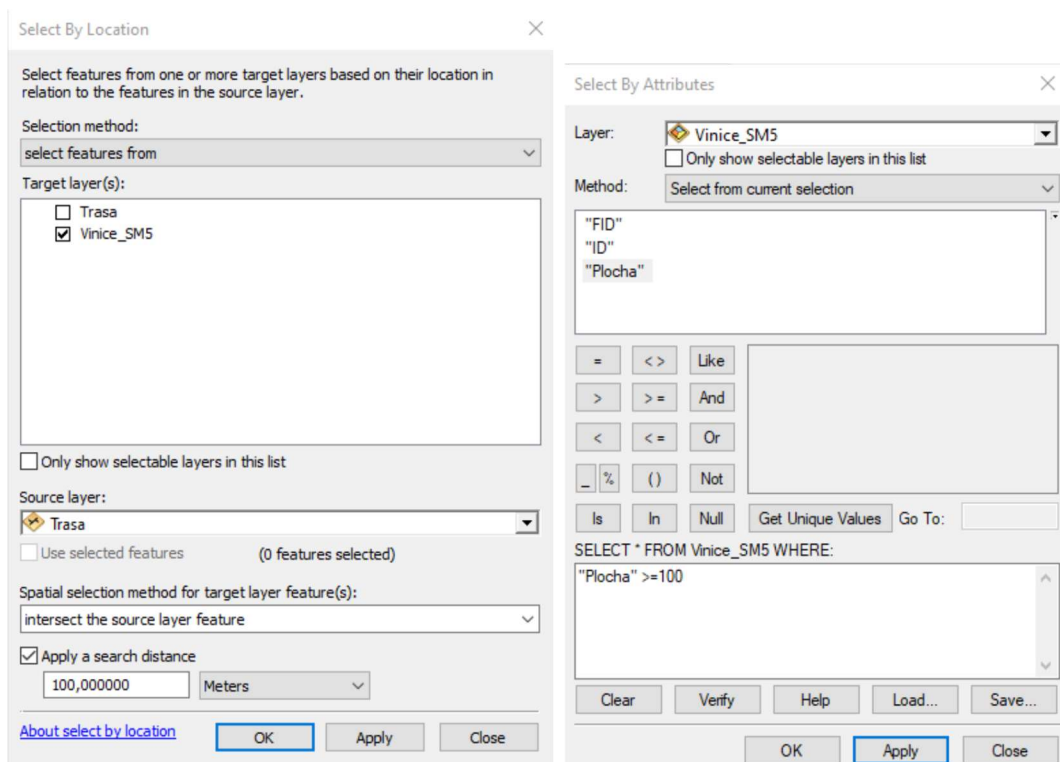 Select By Location
Select features from one or more target layers based on their location in
relation to the features in the source layer.
Selection method:
select features from
Target layer(s):
Trasa
Vinice_SM5
Only show selectable layers in this list
Source layer:
Trasa
Use selected features (0 features selected)
Spatial selection method for target layer feature(s):
intersect the source layer feature
Apply a search distance
100,000000 Meters
About select by location OK Apply Close
Select By Attributes
Layer: Vinice_SM5
Only show selectable layers in this list
Method: Select from current selection
"FID"
"ID"
"Plocha"
= < > Like
> > = And
< < = Or
_ % ( ) Not
Is In Null Get Unique Values Go To:
SELECT * FROM Vinice_SM5 WHERE:
"Plocha" >=100
Clear Verify Help Load... Save...
OK Apply Close